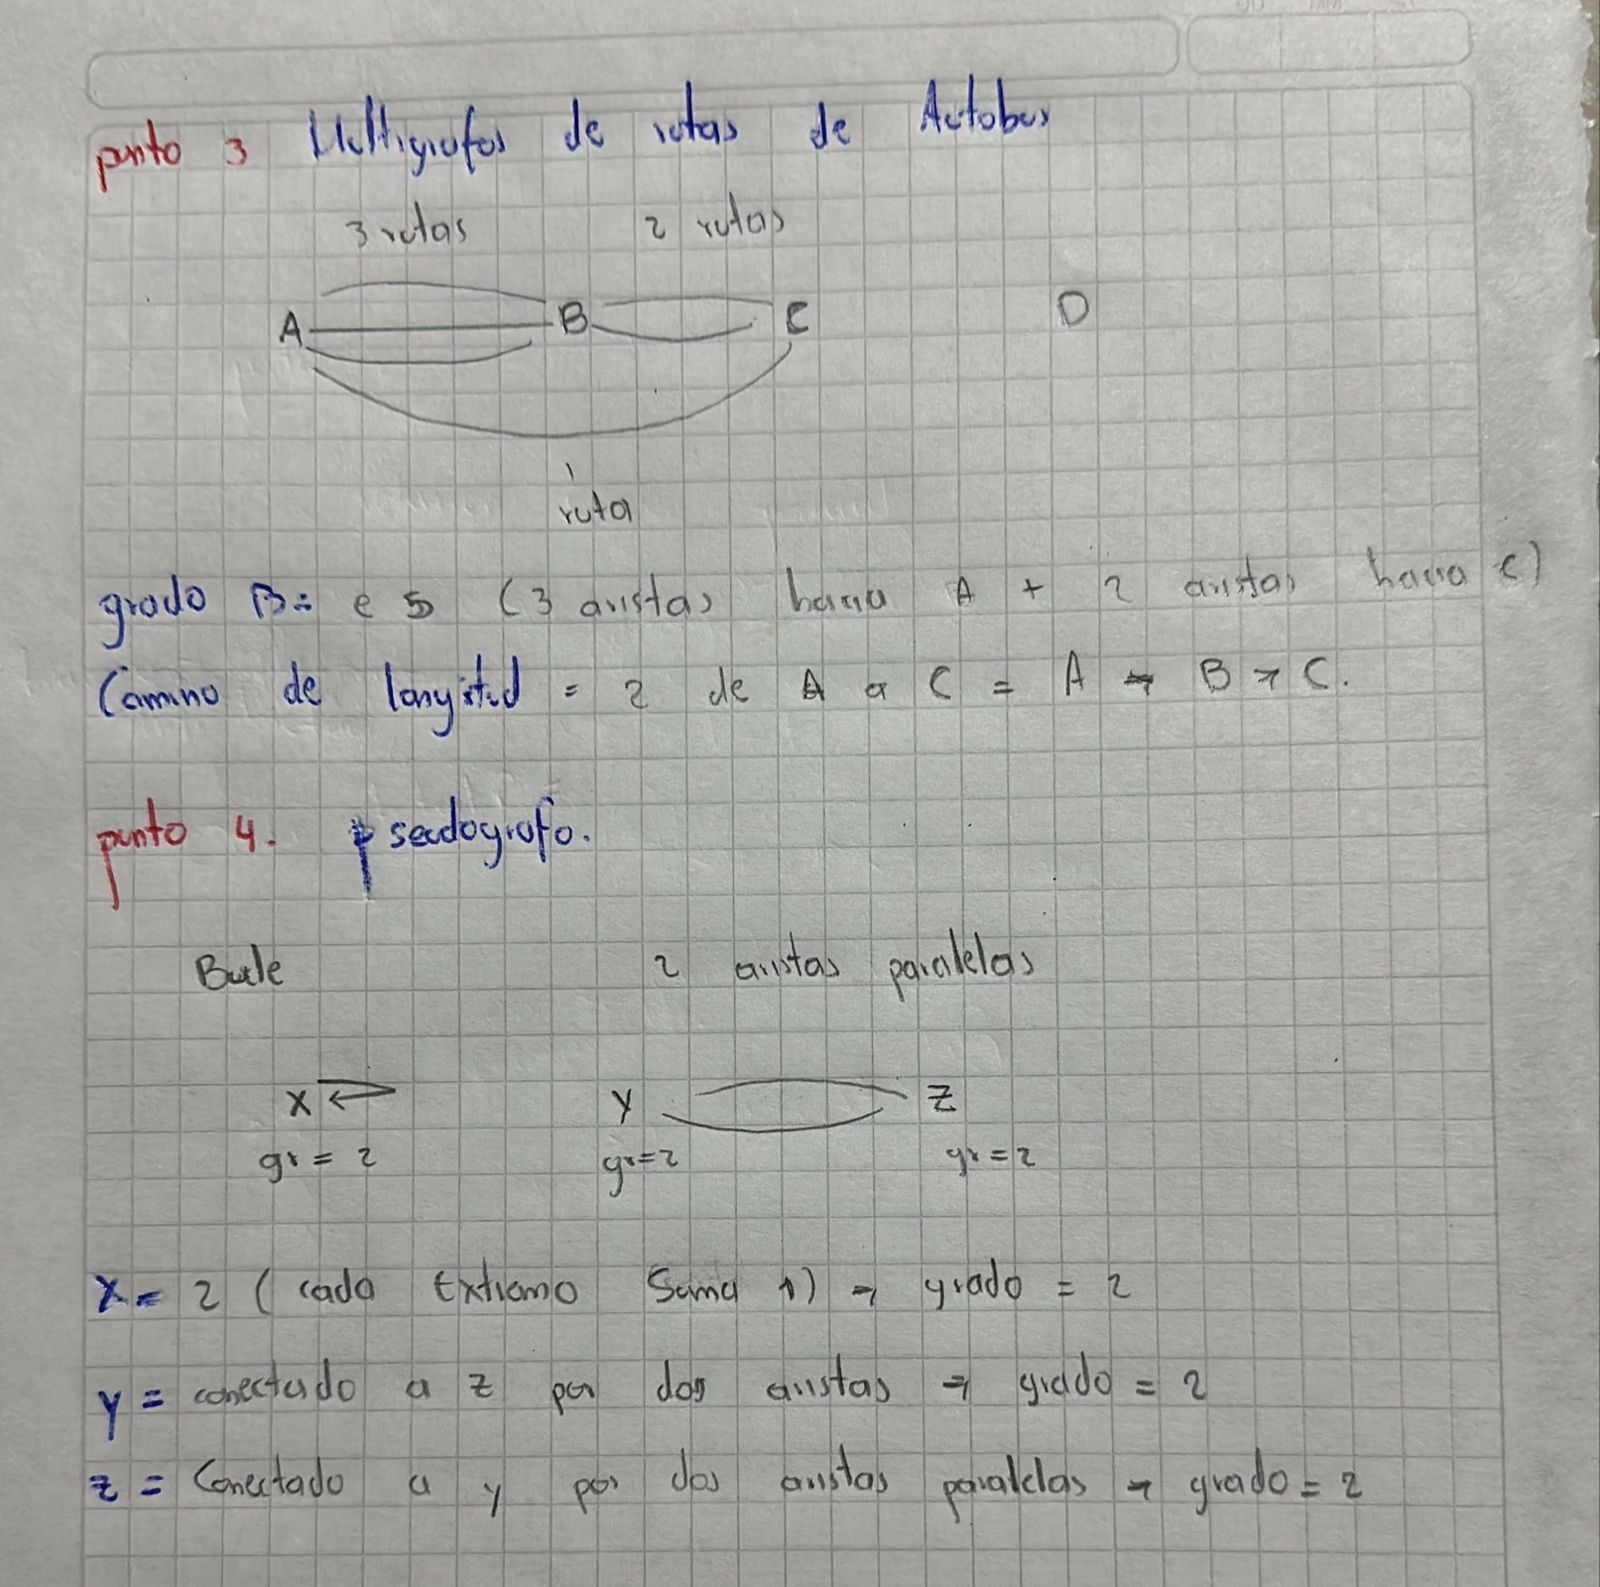 punto 3 Multigrafos de rutas de Autobus
3 rutas 2 rutas
A B C D
1
ruta
grado B = e 5 (3 aristas hacia A + 2 aristas hacia C)
Camino de longitud = 2 de A a C = A → B → C.
punto 4. pseudografo.
Bucle 2 aristas paralelas
X Y Z
gr = 2 gr=2 gr=2
X = 2 (cada Extremo Suma 1) → grado = 2
Y = conectado a z por dos aristas → grado = 2
z = Conectado a y por dos aristas paralelas → grado = 2